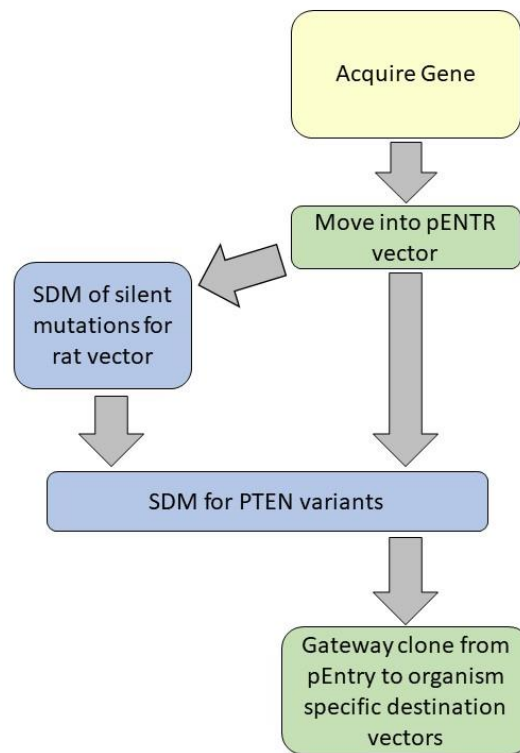 Acquire Gene
Move into pENTR
vector
SDM of silent
mutations for
rat vector
SDM for PTEN variants
Gateway clone from
pEntry to organism
specific destination
vectors